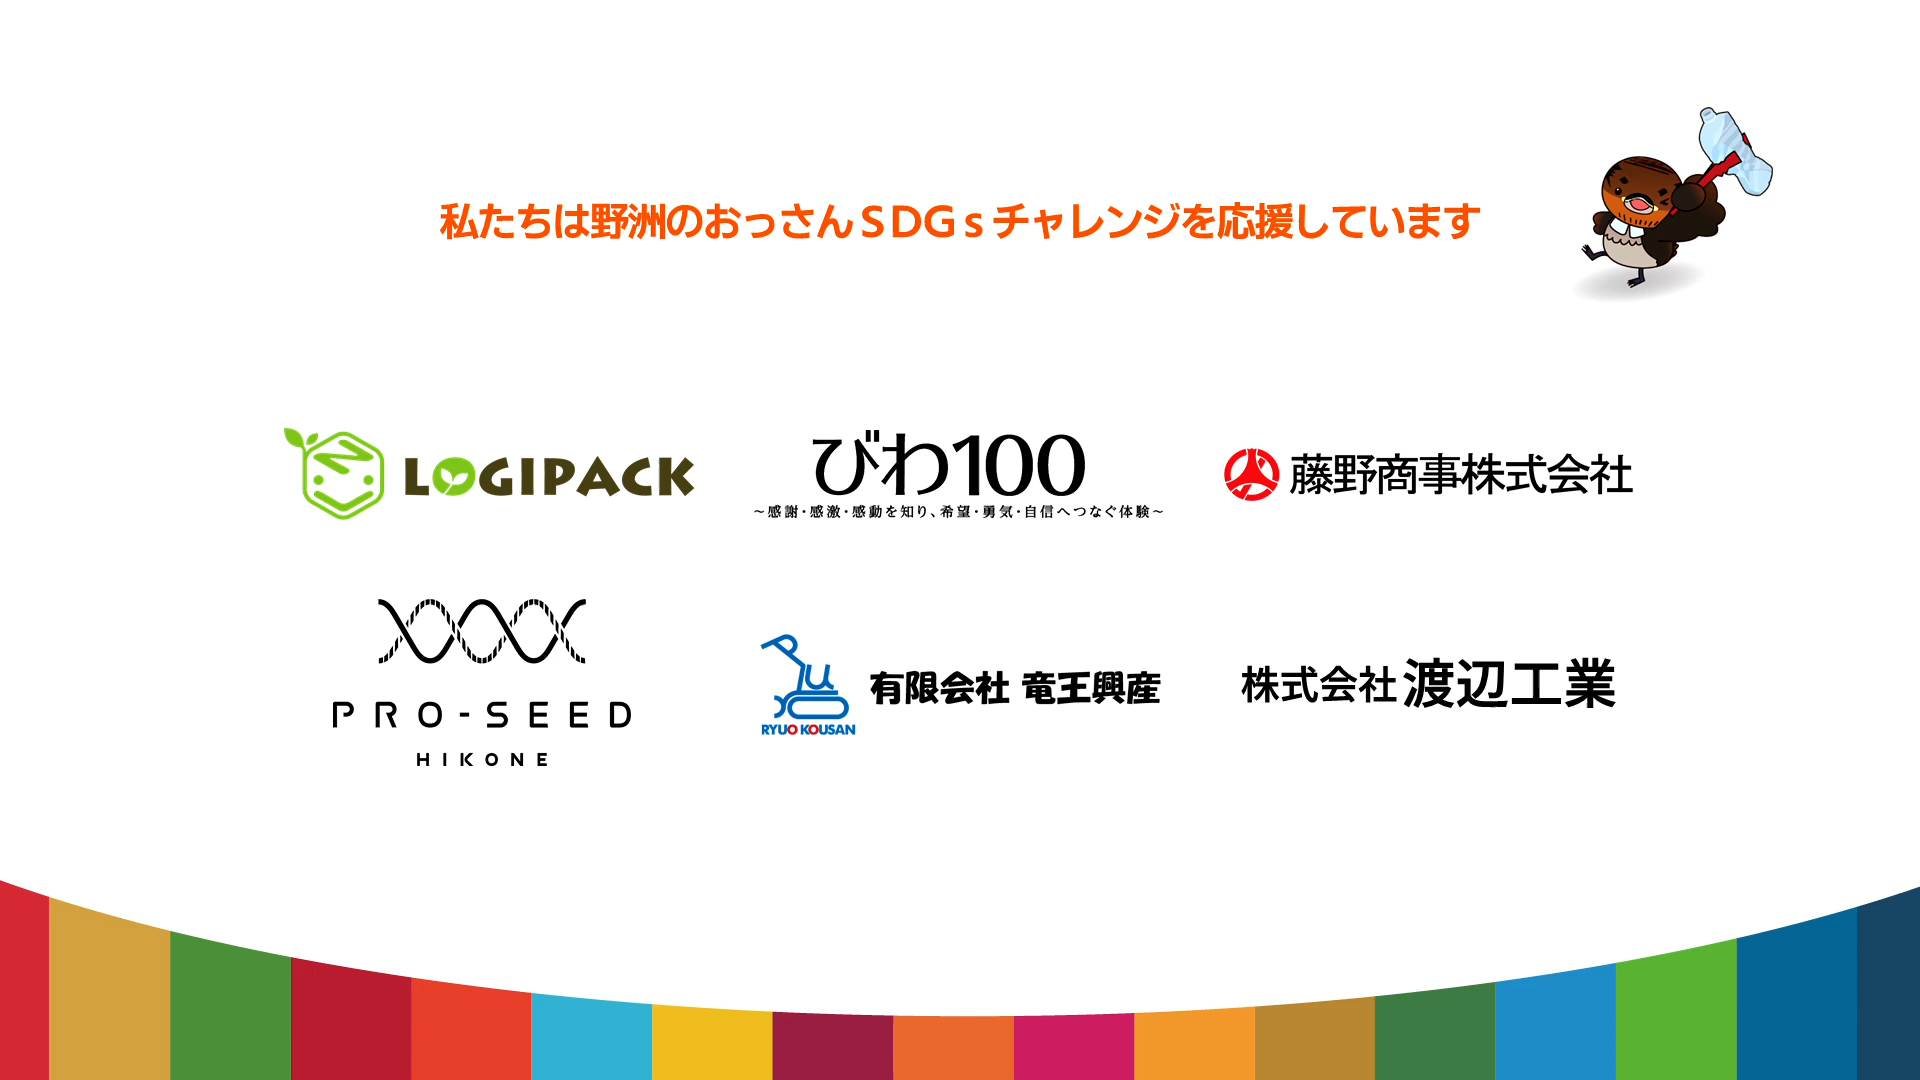 私たちは野洲のおっさんＳＤＧｓチャレンジを応援しています
LOGIPACK
びわ100
～感謝・感激・感動を知り、希望・勇気・自信へつなぐ体験～
藤野商事株式会社
PRO-SEED
HIKONE
RYUO KOUSAN
有限会社 竜王興産
株式会社渡辺工業